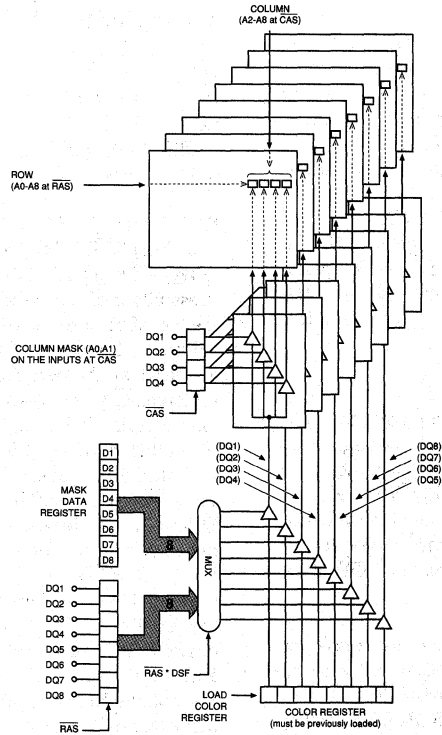 COLUMN
(A2-A8 at CAS)
ROW
(A0-A8 at RAS)
COLUMN MASK (A0,A1)
ON THE INPUTS AT CAS
DQ1
DQ2
DQ3
DQ4
CAS
(DQ1)
(DQ2)
(DQ3)
(DQ4)
(DQ8)
(DQ7)
(DQ6)
(DQ5)
MASK
DATA
REGISTER
D1
D2
D3
D4
D5
D6
D7
D8
8
MUX
DQ1
DQ2
DQ3
DQ4
DQ5
DQ6
DQ7
DQ8
8
RAS
RAS * DSF
LOAD
COLOR
REGISTER
COLOR REGISTER
(must be previously loaded)